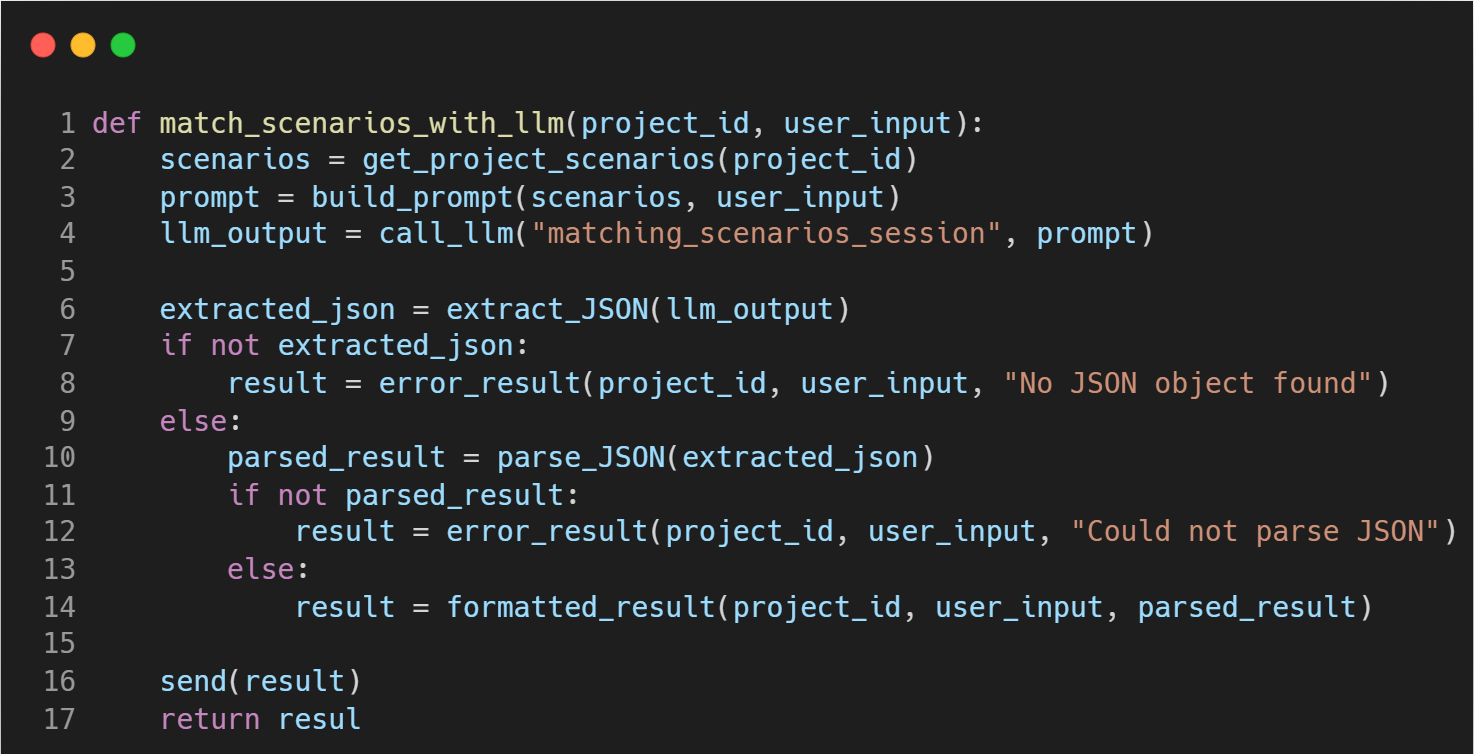 1 def match_scenarios_with_llm(project_id, user_input):
2     scenarios = get_project_scenarios(project_id)
3     prompt = build_prompt(scenarios, user_input)
4     llm_output = call_llm("matching_scenarios_session", prompt)
5
6     extracted_json = extract_JSON(llm_output)
7     if not extracted_json:
8         result = error_result(project_id, user_input, "No JSON object found")
9     else:
10         parsed_result = parse_JSON(extracted_json)
11         if not parsed_result:
12             result = error_result(project_id, user_input, "Could not parse JSON")
13         else:
14             result = formatted_result(project_id, user_input, parsed_result)
15
16     send(result)
17     return resul